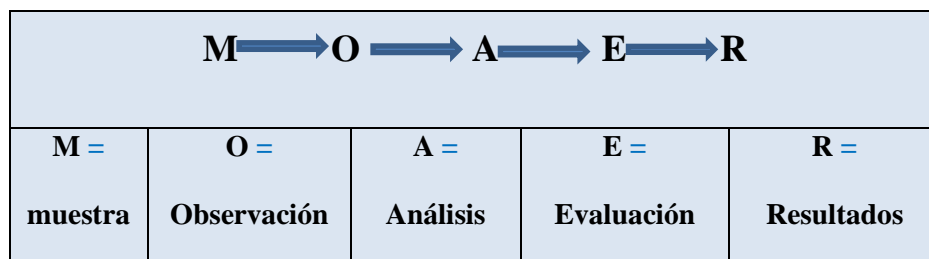 M O A E R
M =
muestra
O =
Observación
A =
Análisis
E =
Evaluación
R =
Resultados